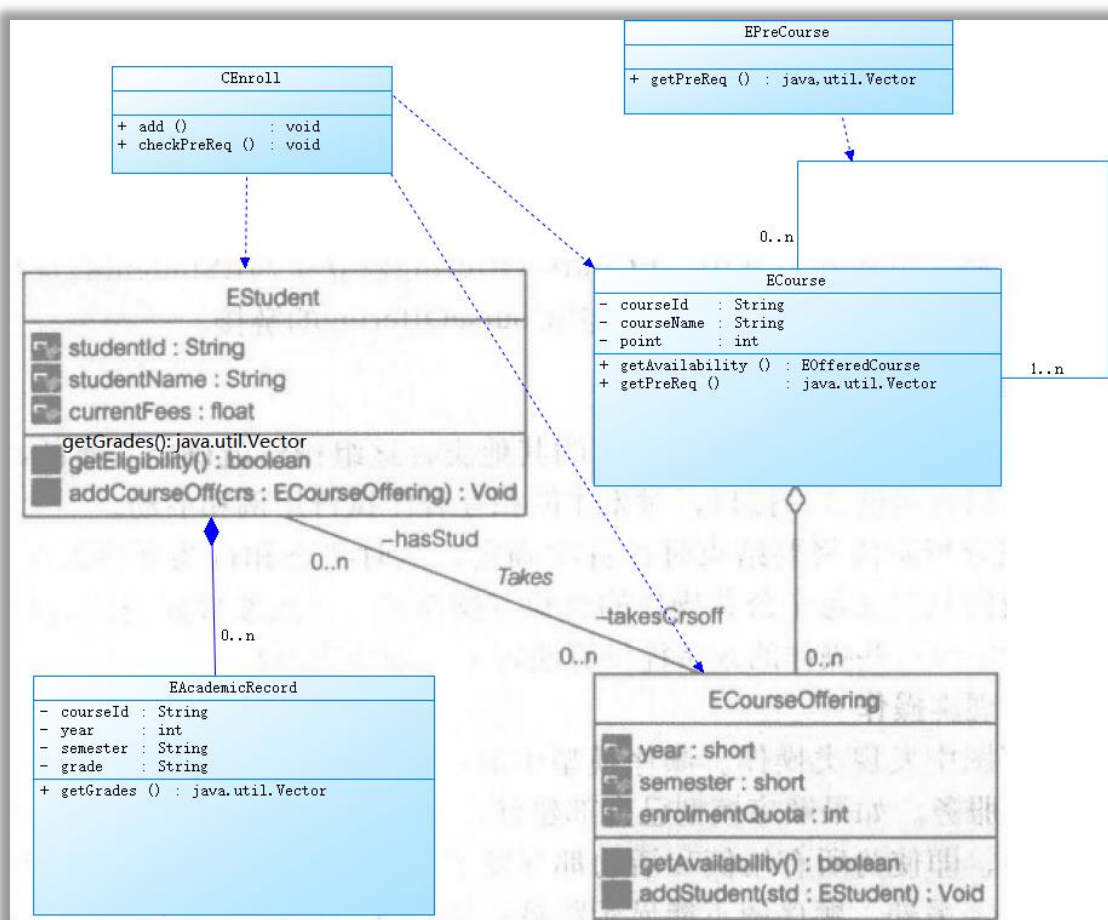 EPreCourse
+ getPreReq () : java,util.Vector
CEnroll
+ add () : void
+ checkPreReq () : void
0..n
ECourse
- courseId : String
- courseName : String
- point : int
+ getAvailability () : EOfferedCourse
+ getPreReq () : java.util.Vector
1..n
EStudent
studentId : String
studentName : String
currentFees : float
getGrades(): java.util.Vector
getEligibility() : boolean
addCourseOff(crs : ECourseOffering) : Void
–hasStud
0..n
Takes
–takesCrsoff
0..n
0..n
0..n
EAcademicRecord
- courseId : String
- year : int
- semester : String
- grade : String
+ getGrades () : java.util.Vector
ECourseOffering
year : short
semester : short
enrolmentQuota : int
getAvailability() : boolean
addStudent(std : EStudent) : Void